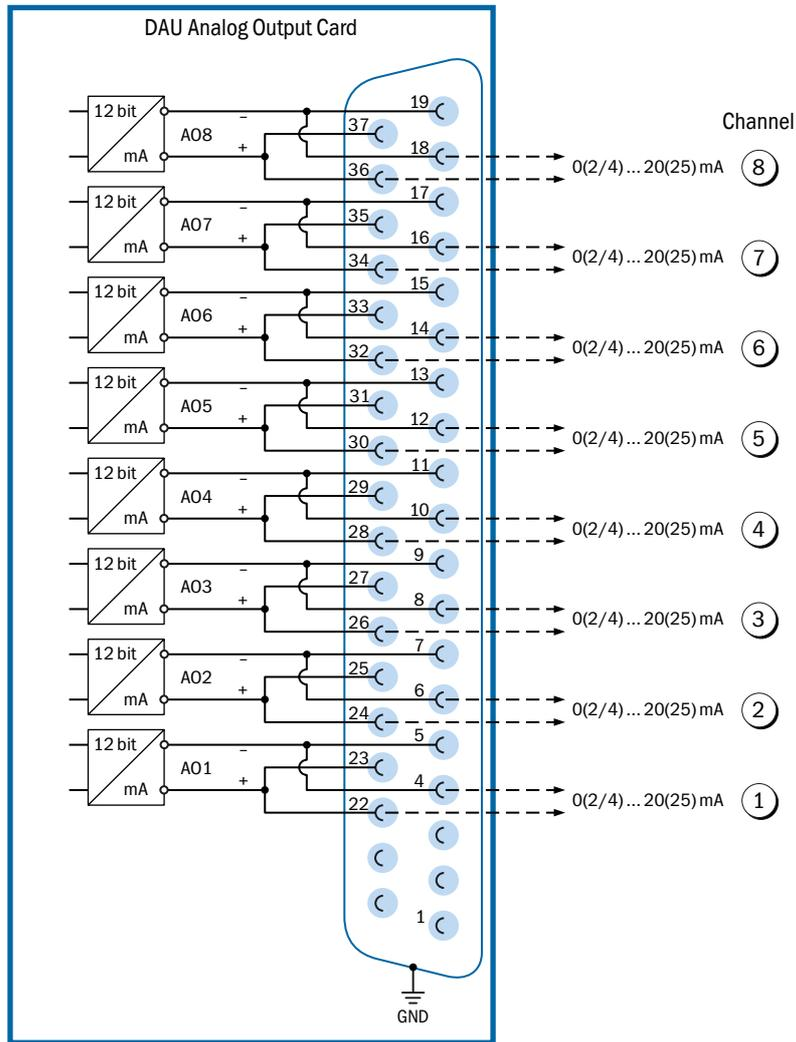 DAU Analog Output Card
Channel
12 bit
mA
AO8
−
+
19
37
18
36
0(2/4)... 20(25) mA
8
12 bit
mA
AO7
−
+
17
35
16
34
0(2/4)... 20(25) mA
7
12 bit
mA
AO6
−
+
15
33
14
32
0(2/4)... 20(25) mA
6
12 bit
mA
AO5
−
+
13
31
12
30
0(2/4)... 20(25) mA
5
12 bit
mA
AO4
−
+
11
29
10
28
0(2/4)... 20(25) mA
4
12 bit
mA
AO3
−
+
9
27
8
26
0(2/4)... 20(25) mA
3
12 bit
mA
AO2
−
+
7
25
6
24
0(2/4)... 20(25) mA
2
12 bit
mA
AO1
−
+
5
23
4
22
0(2/4)... 20(25) mA
1
1
GND